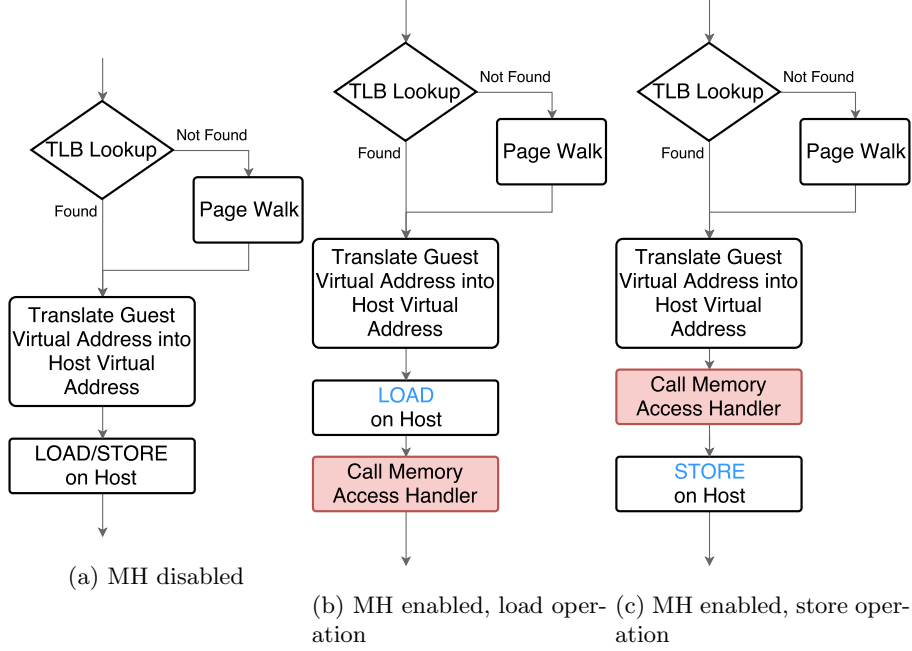 TLB Lookup
Not Found
Found
Page Walk
Translate Guest
Virtual Address into
Host Virtual
Address
LOAD/STORE
on Host
(a) MH disabled
TLB Lookup
Not Found
Found
Page Walk
Translate Guest
Virtual Address into
Host Virtual
Address
LOAD
on Host
Call Memory
Access Handler
(b) MH enabled, load oper-
ation
TLB Lookup
Not Found
Found
Page Walk
Translate Guest
Virtual Address into
Host Virtual
Address
Call Memory
Access Handler
STORE
on Host
(c) MH enabled, store oper-
ation